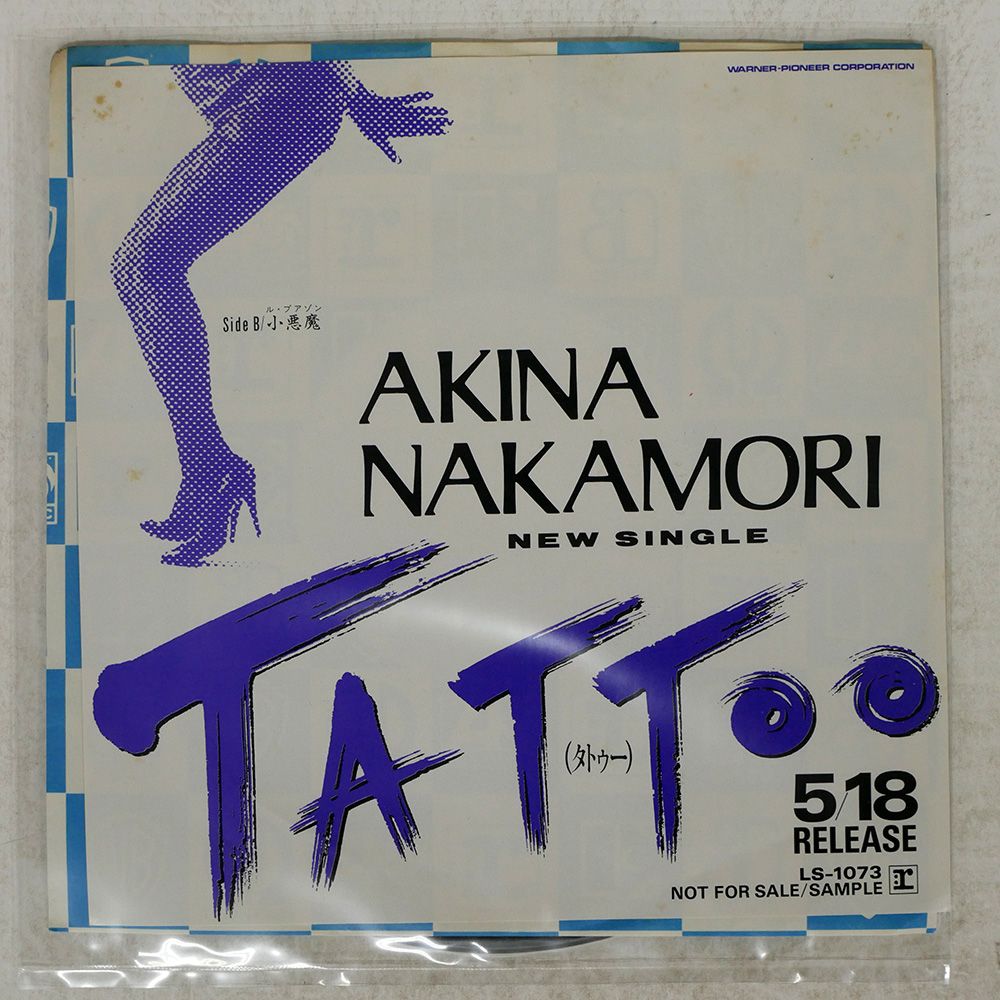 WARNER-PIONEER CORPORATION
ル・プアゾン
Side B/小悪魔
AKINA
NAKAMORI
NEW SINGLE
TATTOO
(タトゥー)
5/18
RELEASE
LS-1073
NOT FOR SALE/SAMPLE r